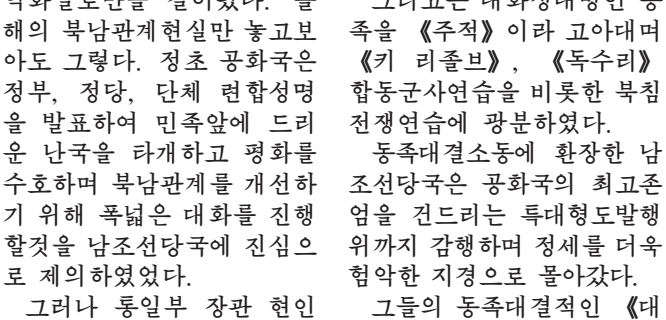 해의 북남관계현실만 놓고보
아도 그렇다. 정초 공화국은
정부, 정당, 단체 련합성명
을 발표하여 민족앞에 드리
운 난국을 타개하고 평화를
수호하며 북남관계를 개선하
기 위해 폭넓은 대화를 진행
할것을 남조선당국에 진심으
로 제의하였었다.
그러나 통일부 장관 현인
족을 《주적》이라 고아대며
《키 리졸브》, 《독수리》
합동군사연습을 비롯한 북침
전쟁연습에 광분하였다.
동족대결소동에 환장한 남
조선당국은 공화국의 최고존
엄을 건드리는 특대형도발행
위까지 감행하며 정세를 더욱
험악한 지경으로 몰아갔다.
그들의 동족대결적인 《대